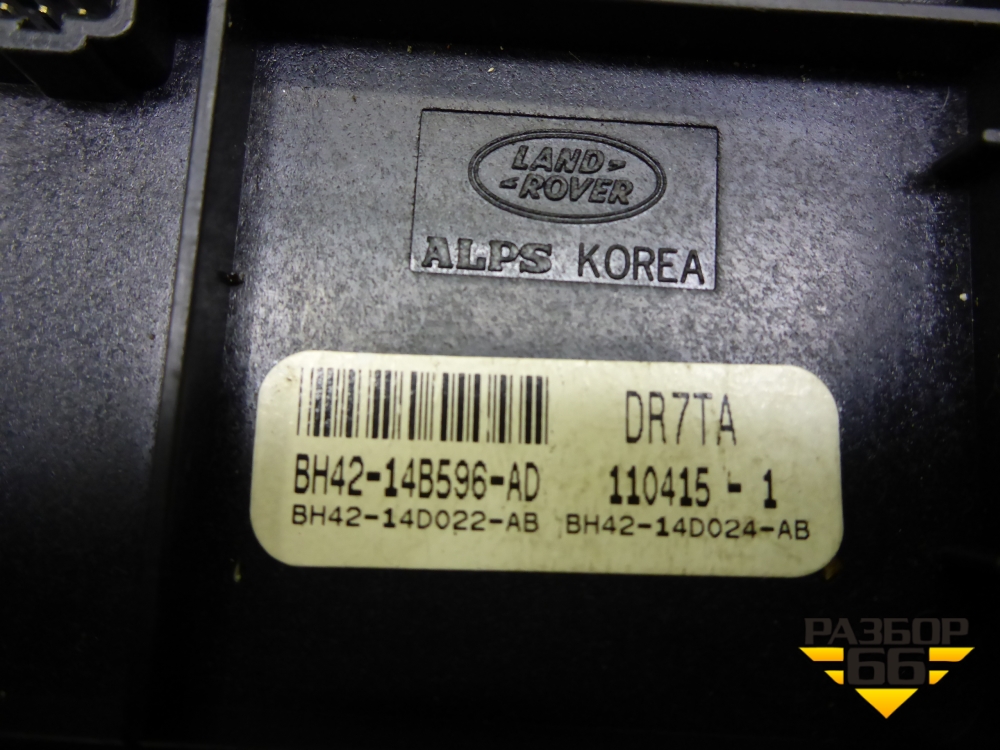 LAND-
-ROVER
ALPS KOREA
DR7TA
BH42-14B596-AD 110415 - 1
BH42-14D022-AB BH42-14D024-AB
РАЗБОР
66